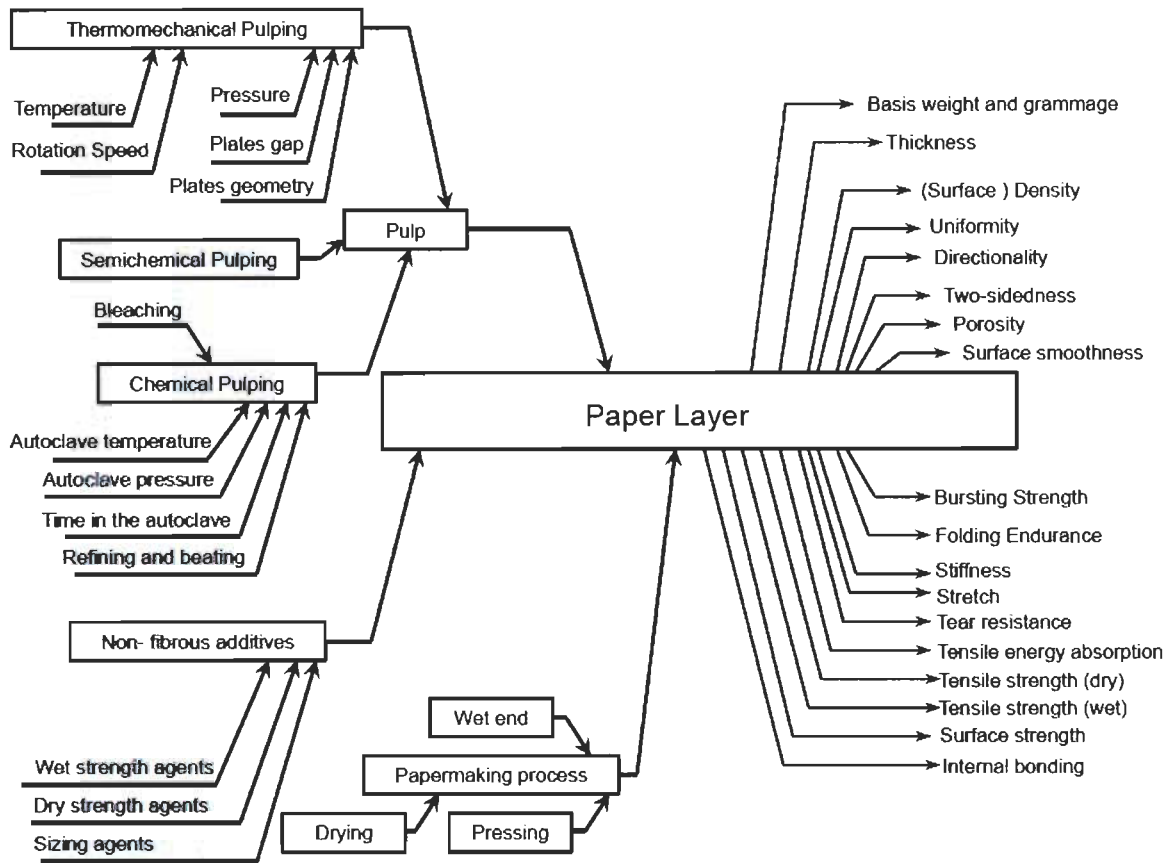 Thermomechanical Pulping
Temperature
Rotation Speed
Pressure
Plates gap
Plates geometry
Pulp
Semichemical Pulping
Bleaching
Chemical Pulping
Autoclave temperature
Autoclave pressure
Time in the autoclave
Refining and beating
Non- fibrous additives
Wet strength agents
Dry strength agents
Sizing agents
Wet end
Papermaking process
Drying
Pressing
Paper Layer
Basis weight and grammage
Thickness
(Surface ) Density
Uniformity
Directionality
Two-sidedness
Porosity
Surface smoothness
Bursting Strength
Folding Endurance
Stiffness
Stretch
Tear resistance
Tensile energy absorption
Tensile strength (dry)
Tensile strength (wet)
Surface strength
Internal bonding